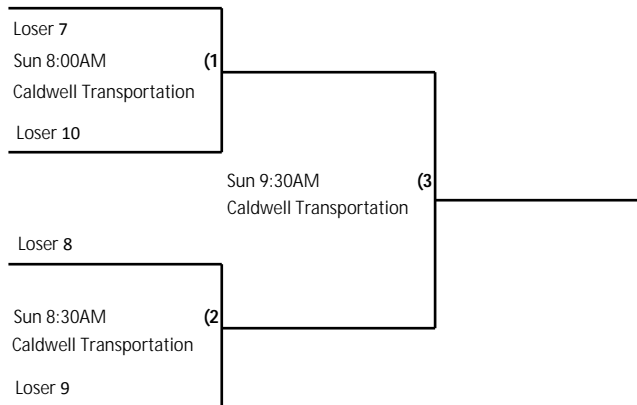 Loser 7
Sun 8:00AM (1
Caldwell Transportation
Loser 10
Sun 9:30AM (3
Caldwell Transportation
Loser 8
Sun 8:30AM (2
Caldwell Transportation
Loser 9